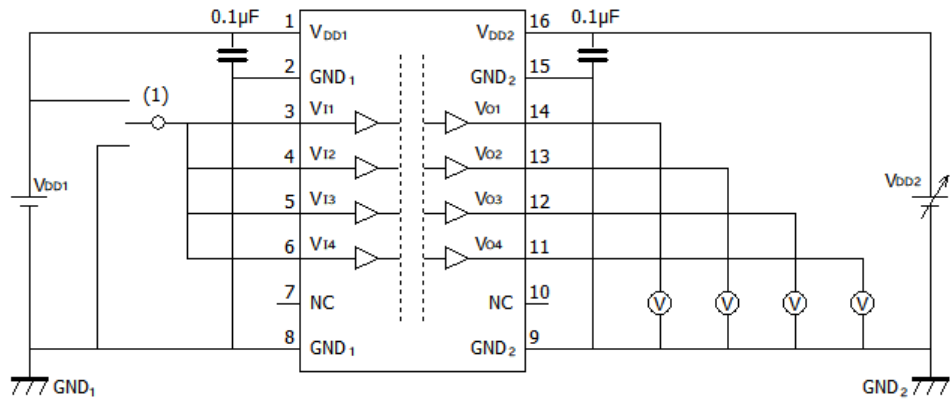 0.1µF 1 16 0.1µF
VDD1 VDD2
2 GND1 GND2 15
(1) 3 VI1 VO1 14
4 VI2 VO2 13
VDD1 5 VI3 VO3 12 VDD2
6 VI4 VO4 11
7 NC NC 10
V V V V
8 GND1 GND2 9
GND1 GND2